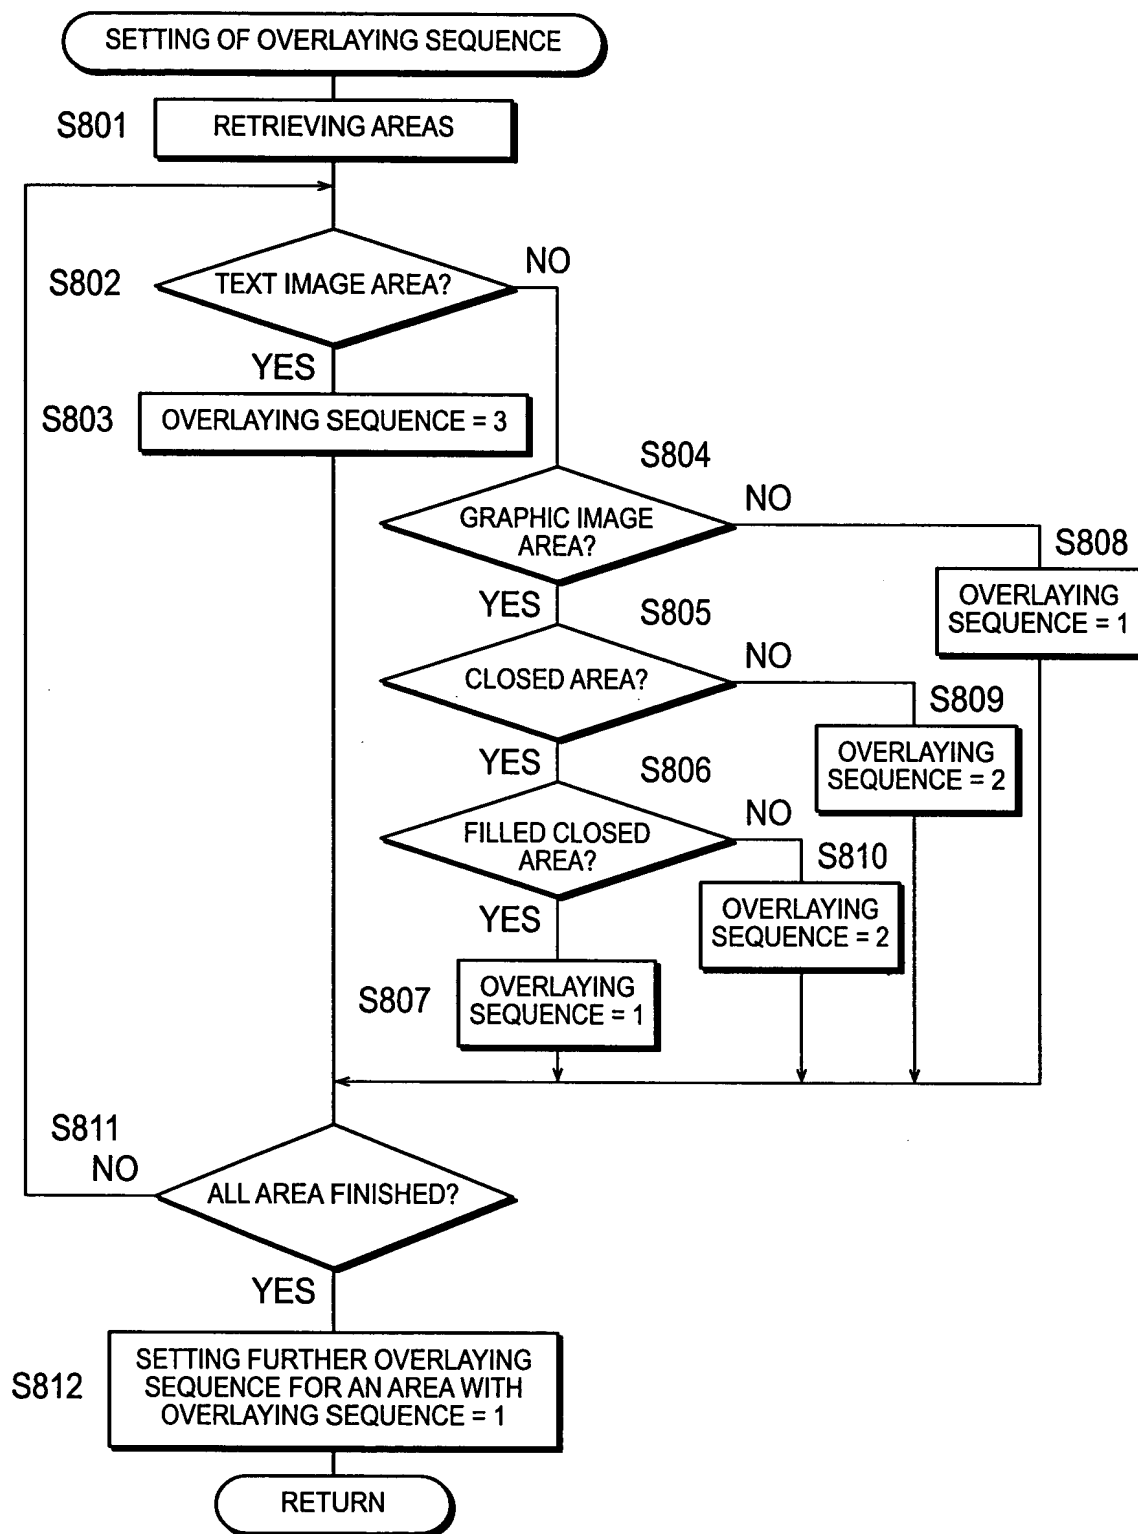 SETTING OF OVERLAYING SEQUENCE
S801
RETRIEVING AREAS
S802
TEXT IMAGE AREA?
NO
YES
S803
OVERLAYING SEQUENCE = 3
S804
GRAPHIC IMAGE
AREA?
NO
YES
S808
OVERLAYING
SEQUENCE = 1
S805
CLOSED AREA?
NO
YES
S809
OVERLAYING
SEQUENCE = 2
S806
FILLED CLOSED
AREA?
NO
YES
S810
OVERLAYING
SEQUENCE = 2
S807
OVERLAYING
SEQUENCE = 1
S811
NO
ALL AREA FINISHED?
YES
S812
SETTING FURTHER OVERLAYING
SEQUENCE FOR AN AREA WITH
OVERLAYING SEQUENCE = 1
RETURN